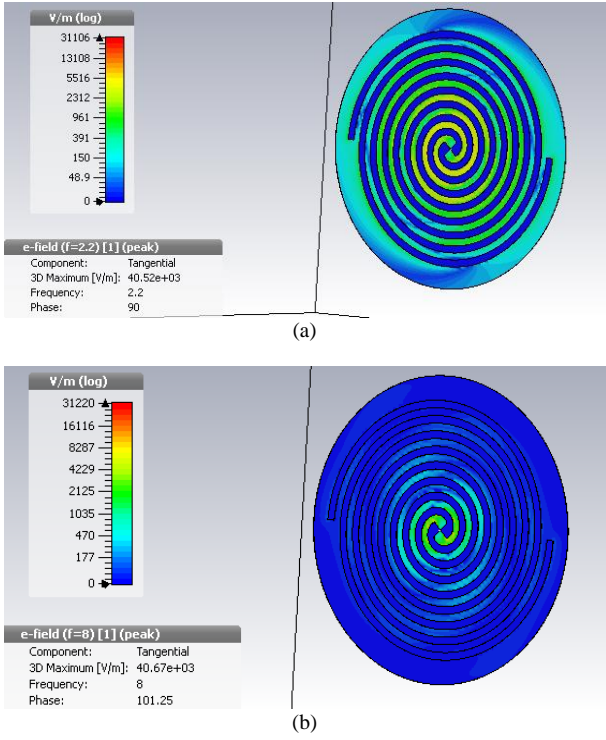 V/m (log)
31106
13108
5516
2312
961
391
150
48.9
0
e-field (f=2.2) [1] (peak)
Component: Tangential
3D Maximum [V/m]: 40.52e+03
Frequency: 2.2
Phase: 90
(a)
V/m (log)
31220
16116
8287
4229
2125
1035
470
177
0
e-field (f=8) [1] (peak)
Component: Tangential
3D Maximum [V/m]: 40.67e+03
Frequency: 8
Phase: 101.25
(b)